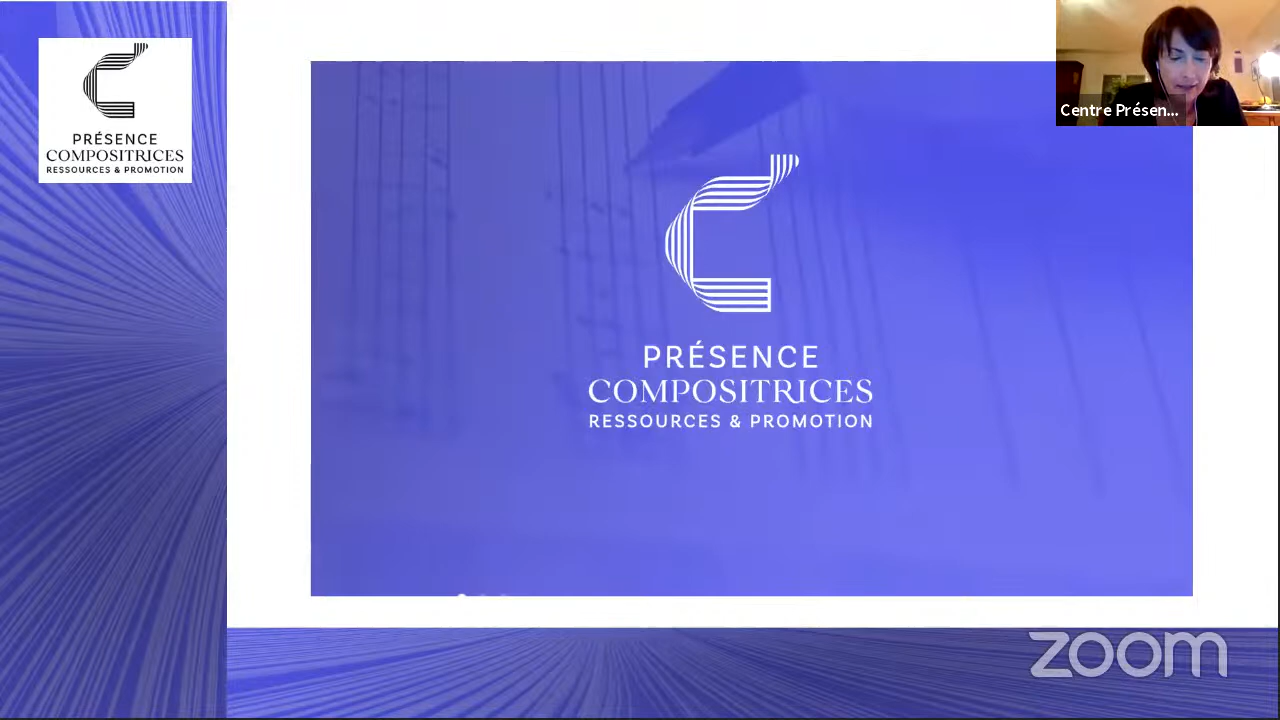 PRÉSENCE
COMPOSITRICES
RESSOURCES & PROMOTION
Centre Présen...
PRÉSENCE
COMPOSITRICES
RESSOURCES & PROMOTION
zoom